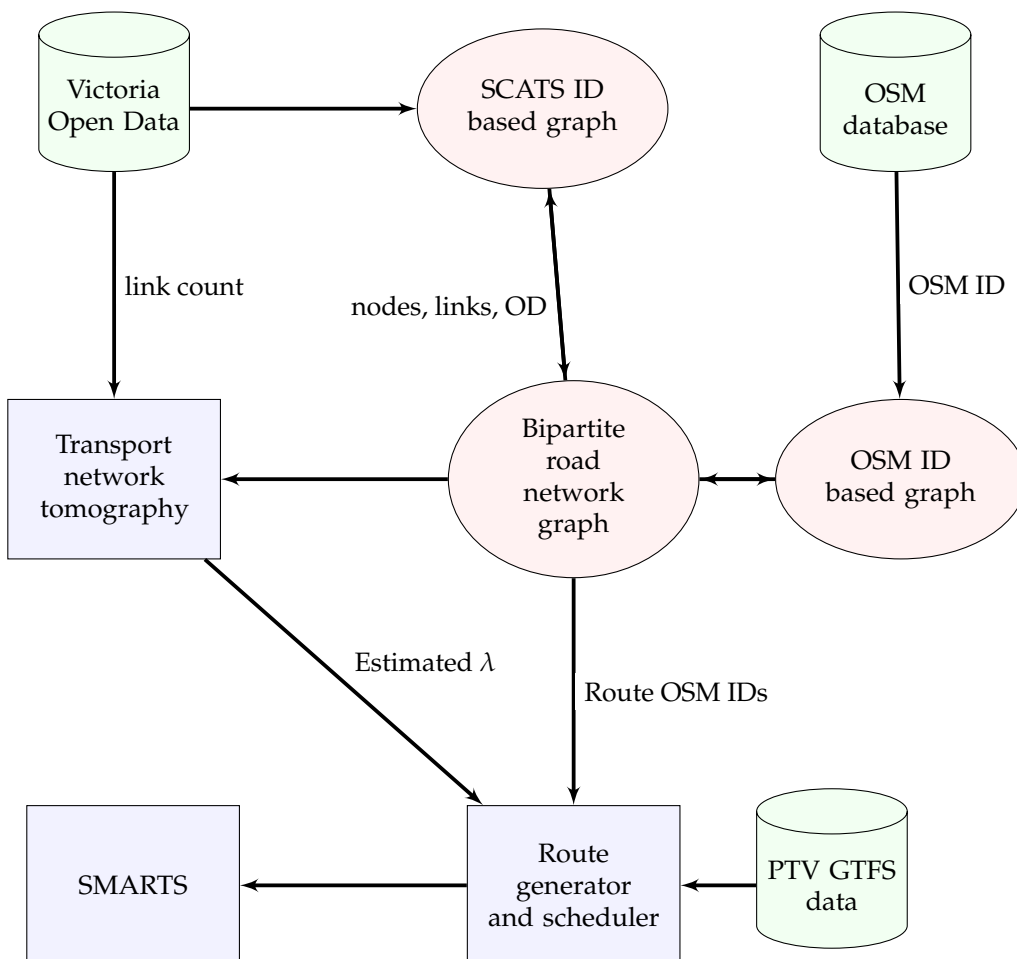 Victoria
Open Data
SCATS ID
based graph
OSM
database
link count
nodes, links, OD
OSM ID
Transport
network
tomography
Bipartite
road
network
graph
OSM ID
based graph
Estimated λ
Route OSM IDs
SMARTS
Route
generator
and scheduler
PTV GTFS
data